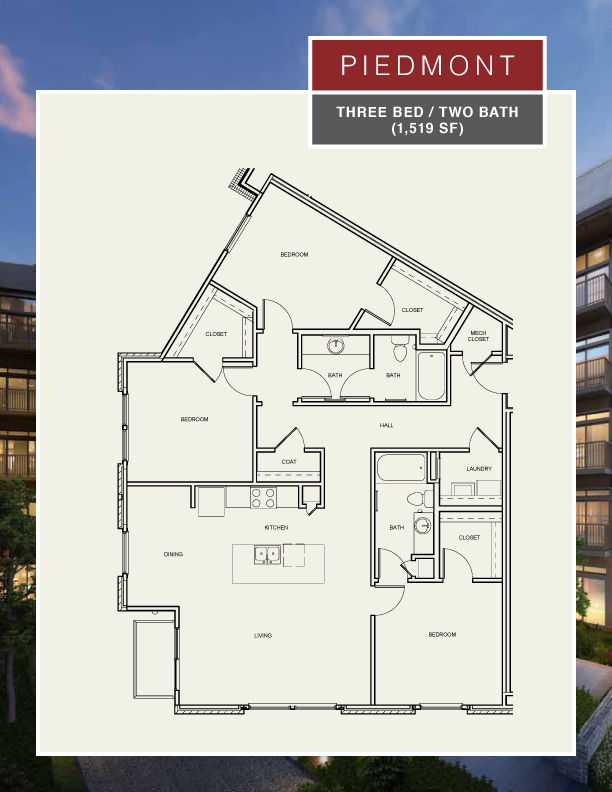 PIEDMONT
THREE BED / TWO BATH
(1,519 SF)
BEDROOM
CLOSET
CLOSET
MECH
CLOSET
BATH
BATH
BEDROOM
HALL
COAT
LAUNDRY
KITCHEN
BATH
CLOSET
DINING
LIVING
BEDROOM